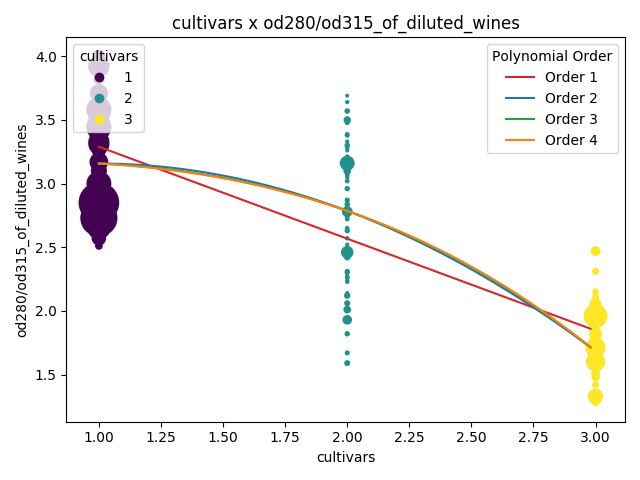 cultivars x od280/od315_of_diluted_wines
cultivars
1
2
3
Polynomial Order
Order 1
Order 2
Order 3
Order 4
od280/od315_of_diluted_wines
4.0
3.5
3.0
2.5
2.0
1.5
1.00 1.25 1.50 1.75 2.00 2.25 2.50 2.75 3.00
cultivars